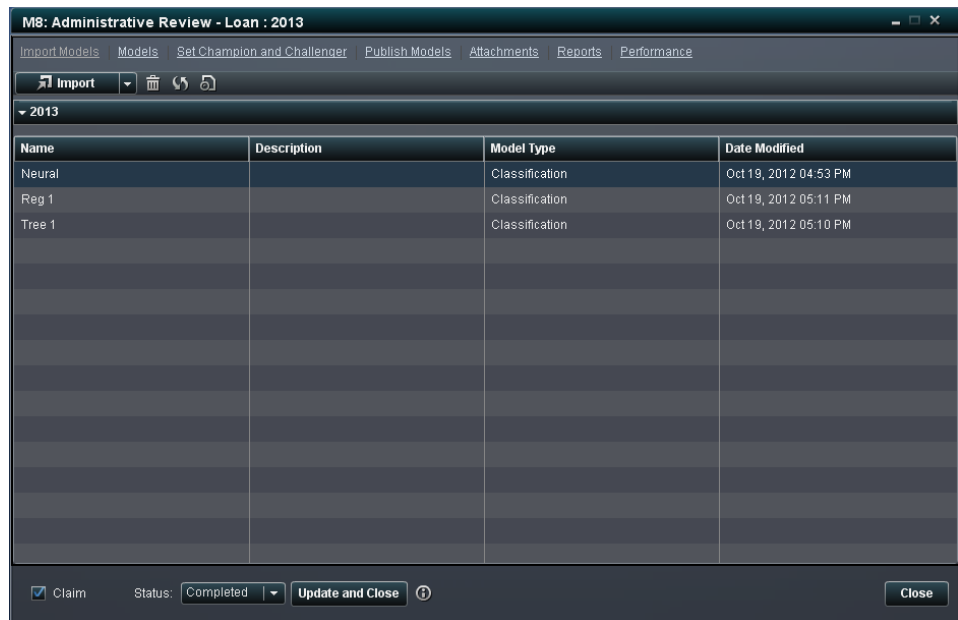 M8: Administrative Review - Loan : 2013
Import Models Models Set Champion and Challenger Publish Models Attachments Reports Performance
Import
2013
Name Description Model Type Date Modified
Neural Classification Oct 19, 2012 04:53 PM
Reg 1 Classification Oct 19, 2012 05:11 PM
Tree 1 Classification Oct 19, 2012 05:10 PM
Claim Status: Completed Update and Close Close